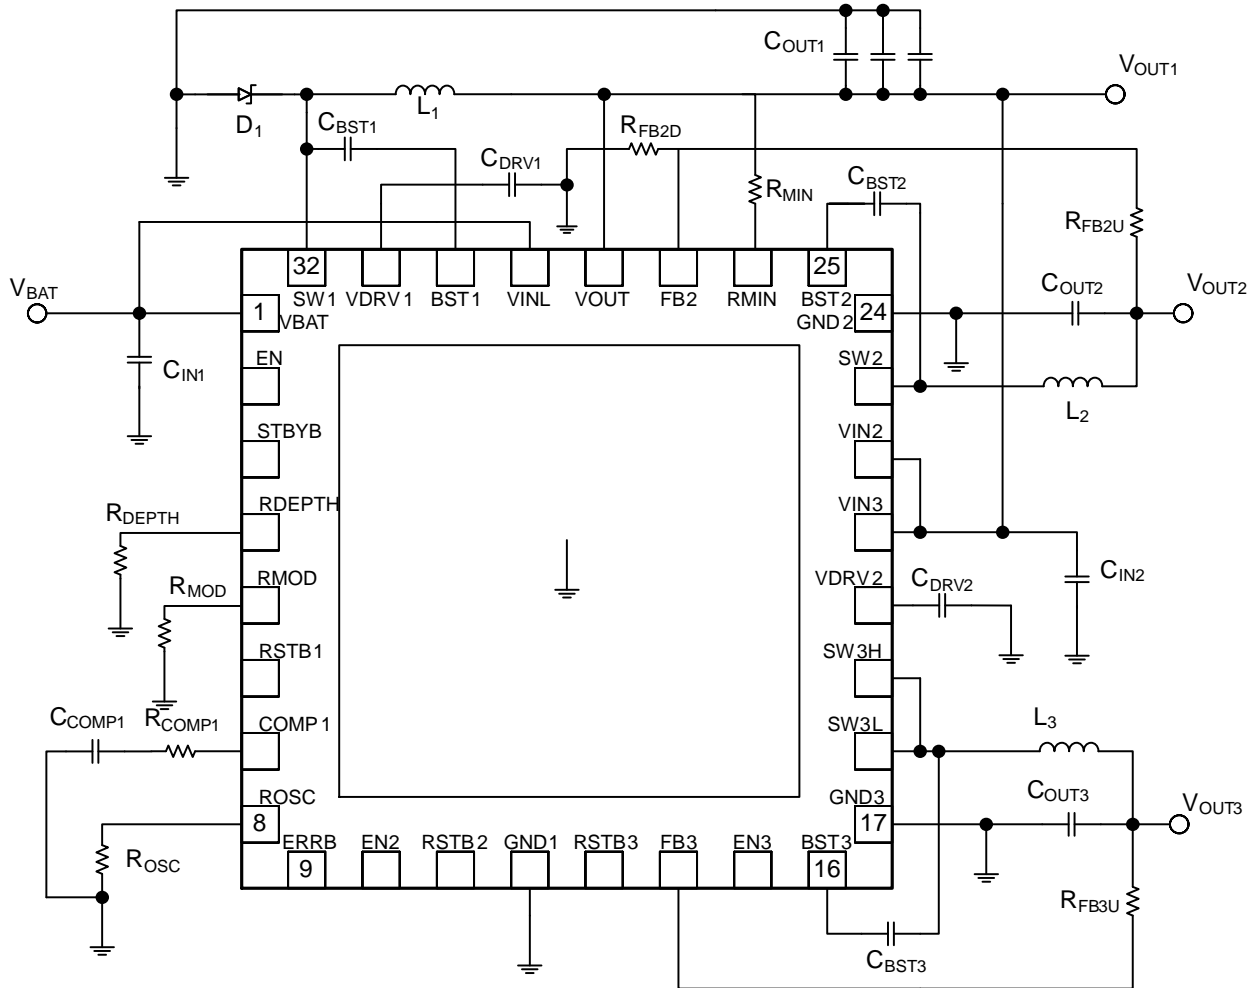 COUT1
VOUT1
D1
L1
CBST1
RFB2D
CDRV1
RMIN
CBST2
RFB2U
32
25
SW1
VDRV1
BST1
VINL
VOUT
FB2
RMIN
BST2
VBAT
1
VBAT
GND2
24
COUT2
VOUT2
CIN1
EN
SW2
L2
STBYB
VIN2
RDEPTH
RDEPTH
VIN3
RMOD
RMOD
VDRV2
CDRV2
CIN2
RSTB1
SW3H
CCOMP1
RCOMP1
COMP1
SW3L
L3
ROSC
8
GND3
17
COUT3
VOUT3
ROSC
ERRB
EN2
RSTB2
GND1
RSTB3
FB3
EN3
BST3
9
16
RFB3U
CBST3